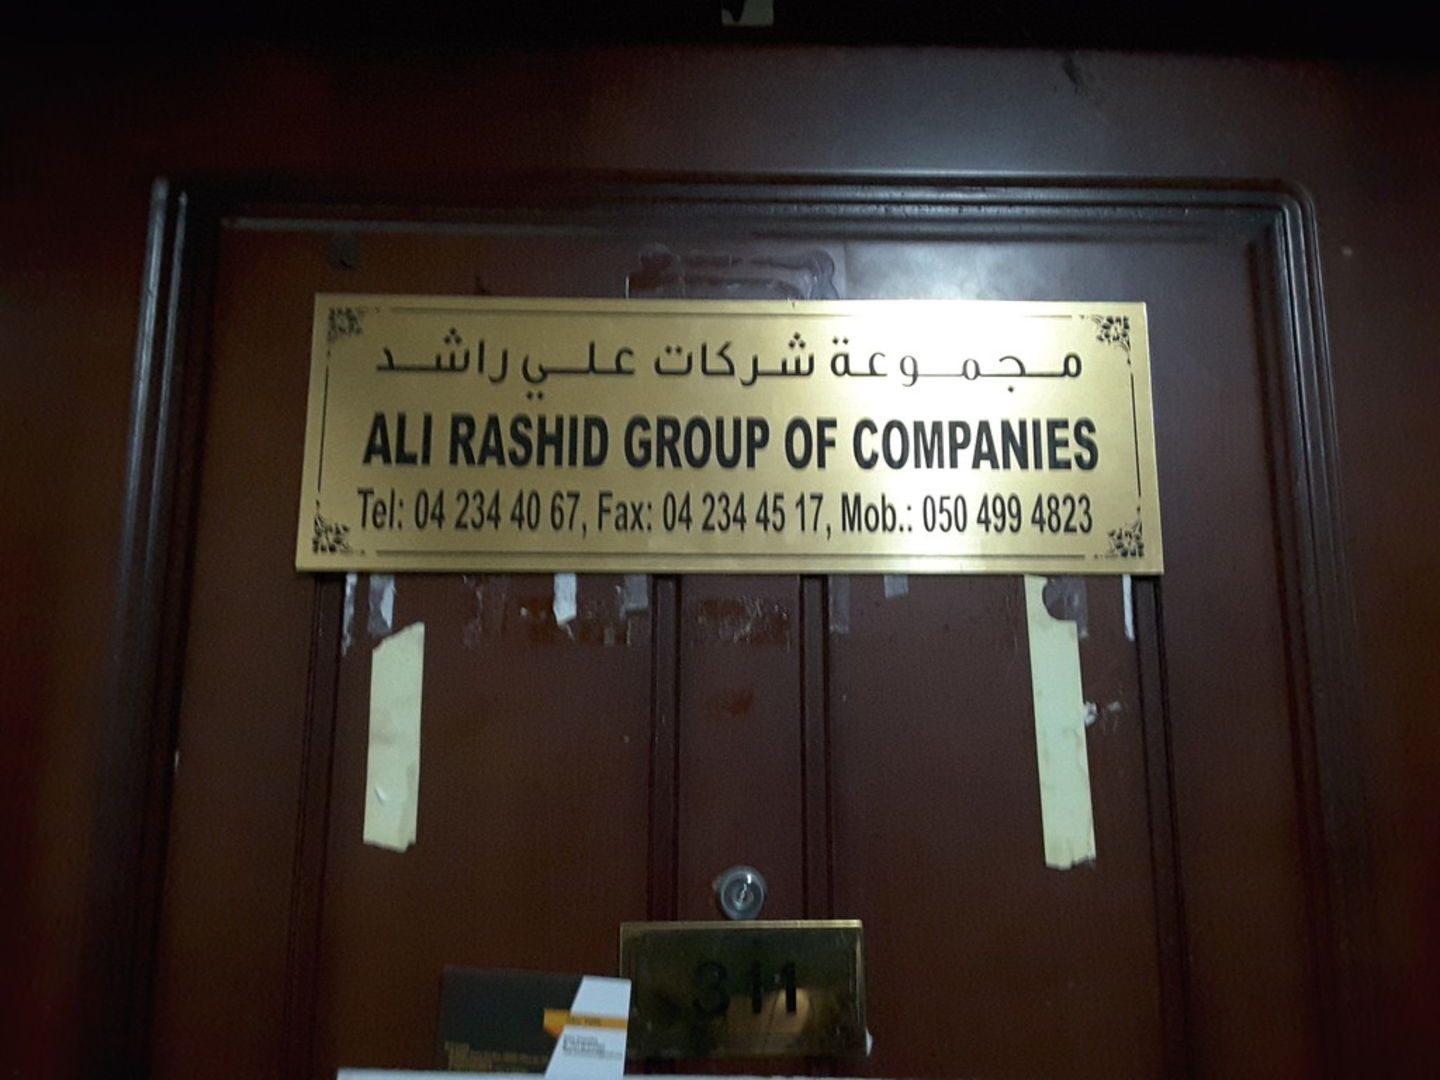 مجموعة شركات علي راشد
ALI RASHID GROUP OF COMPANIES
Tel: 04 234 40 67, Fax: 04 234 45 17, Mob.: 050 499 4823
311